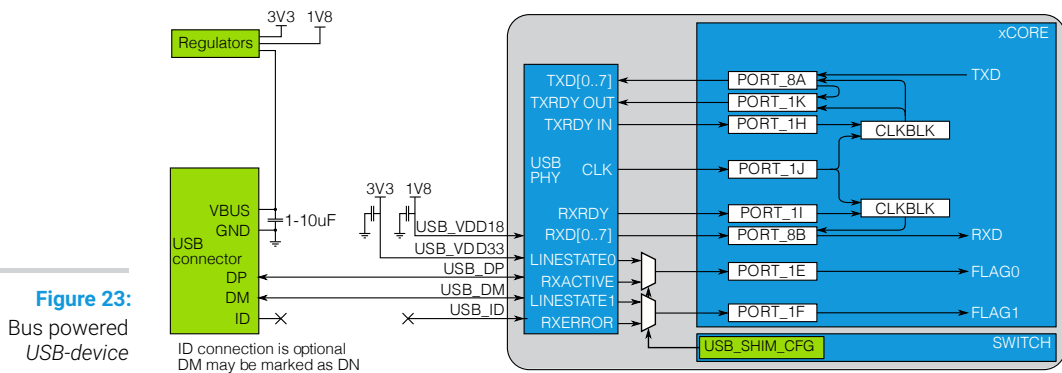 3V3 1V8
Regulators
xCORE
TXD[0..7] PORT_8A TXD
TXRDY OUT PORT_1K
TXRDY IN PORT_1H CLKBLK
USB PHY CLK PORT_1J
3V3 1V8
VBUS 1-10uF
GND
USB connector
DP
DM
ID
USB_VDD18
USB_VDD33
USB_DP
USB_DM
USB_ID
RXRDY PORT_1I CLKBLK
RXD[0..7] PORT_8B RXD
LINESTATE0
RXACTIVE PORT_1E FLAG0
LINESTATE1
RXERROR PORT_1F FLAG1
USB_SHIM_CFG SWITCH
ID connection is optional
DM may be marked as DN
Figure 23:
Bus powered
USB-device